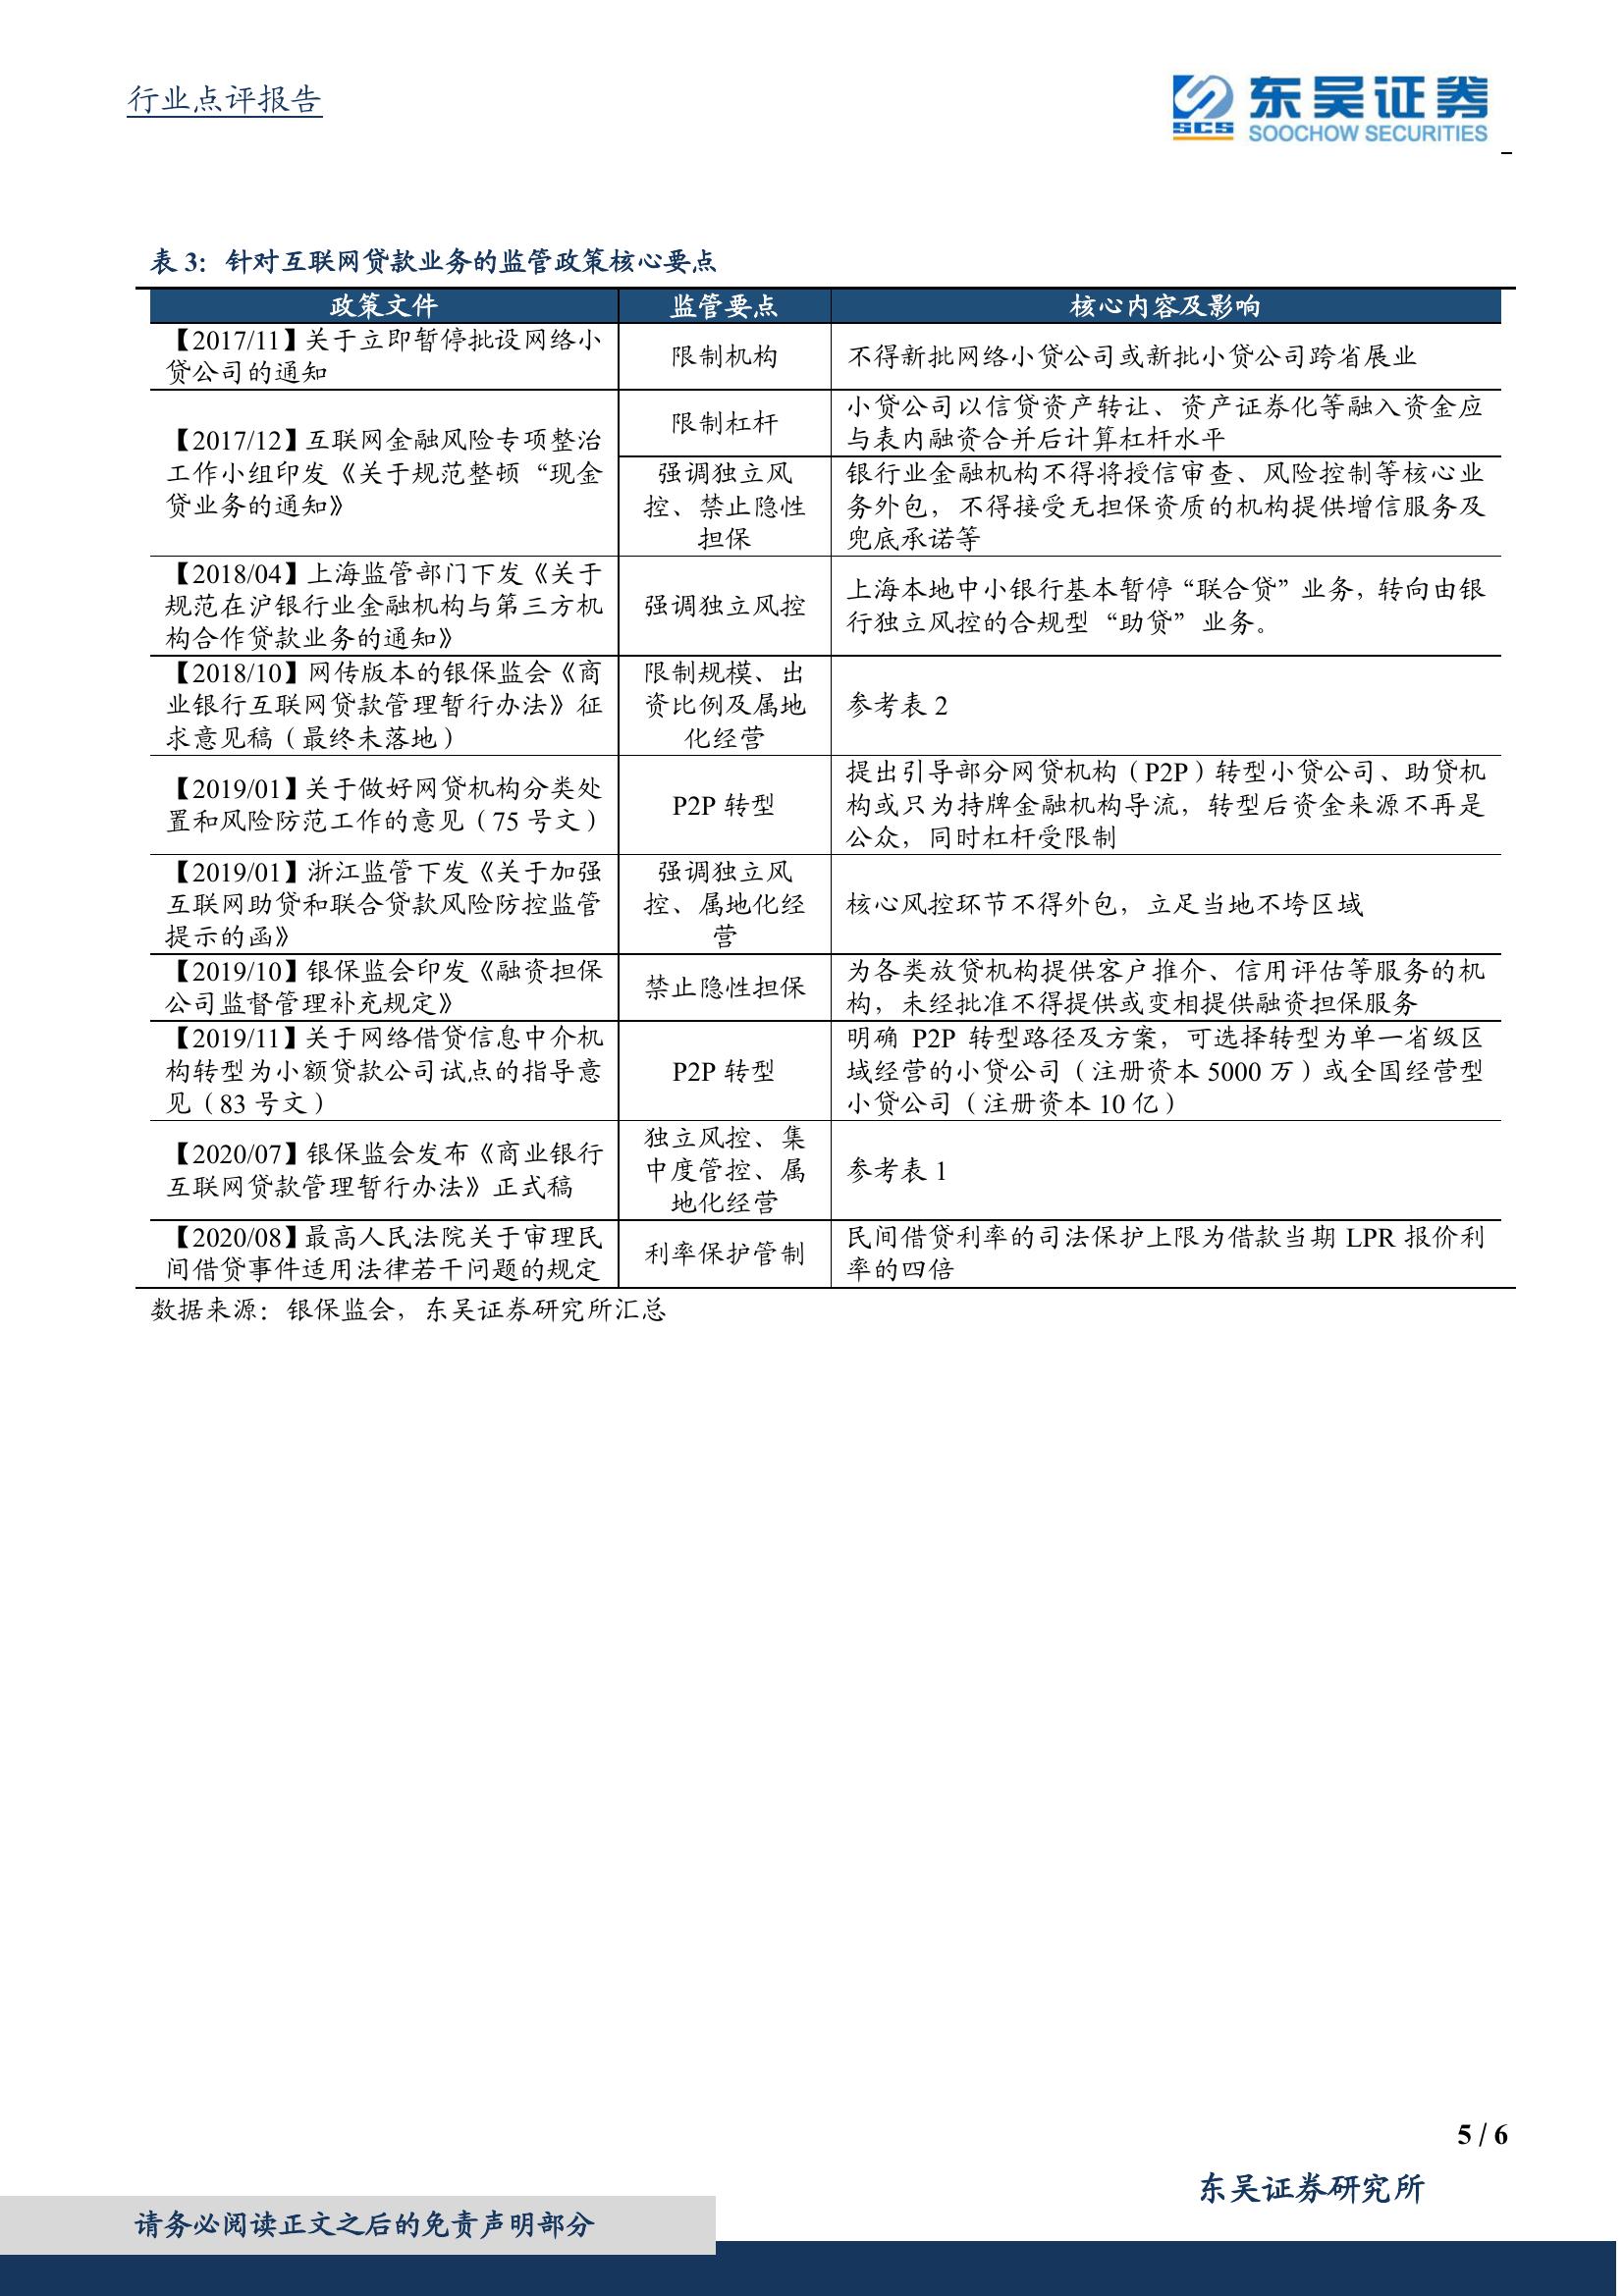 行业点评报告
SCS
东吴证券
SOOCHOW SECURITIES
表 3：针对互联网贷款业务的监管政策核心要点
政策文件
监管要点
核心内容及影响
【2017/11】关于立即暂停批设网络小
贷公司的通知
限制机构
不得新批网络小贷公司或新批小贷公司跨省展业
【2017/12】互联网金融风险专项整治
工作小组印发《关于规范整顿“现金
贷业务的通知》
限制杠杆
小贷公司以信贷资产转让、资产证券化等融入资金应
与表内融资合并后计算杠杆水平
强调独立风
控、禁止隐性
担保
银行业金融机构不得将授信审查、风险控制等核心业
务外包，不得接受无担保资质的机构提供增信服务及
兜底承诺等
【2018/04】上海监管部门下发《关于
规范在沪银行业金融机构与第三方机
构合作贷款业务的通知》
强调独立风控
上海本地中小银行基本暂停“联合贷”业务，转向由银
行独立风控的合规型“助贷”业务。
【2018/10】网传版本的银保监会《商
业银行互联网贷款管理暂行办法》征
求意见稿（最终未落地）
限制规模、出
资比例及属地
化经营
参考表 2
【2019/01】关于做好网贷机构分类处
置和风险防范工作的意见（75 号文）
P2P 转型
提出引导部分网贷机构（P2P）转型小贷公司、助贷机
构或只为持牌金融机构导流，转型后资金来源不再是
公众，同时杠杆受限制
【2019/01】浙江监管下发《关于加强
互联网助贷和联合贷款风险防控监管
提示的函》
强调独立风
控、属地化经
营
核心风控环节不得外包，立足当地不垮区域
【2019/10】银保监会印发《融资担保
公司监督管理补充规定》
禁止隐性担保
为各类放贷机构提供客户推介、信用评估等服务的机
构，未经批准不得提供或变相提供融资担保服务
【2019/11】关于网络借贷信息中介机
构转型为小额贷款公司试点的指导意
见（83 号文）
P2P 转型
明确 P2P 转型路径及方案，可选择转型为单一省级区
域经营的小贷公司（注册资本 5000 万）或全国经营型
小贷公司（注册资本 10 亿）
【2020/07】银保监会发布《商业银行
互联网贷款管理暂行办法》正式稿
独立风控、集
中度管控、属
地化经营
参考表 1
【2020/08】最高人民法院关于审理民
间借贷事件适用法律若干问题的规定
利率保护管制
民间借贷利率的司法保护上限为借款当期 LPR 报价利
率的四倍
数据来源：银保监会，东吴证券研究所汇总
5 / 6
东吴证券研究所
请务必阅读正文之后的免责声明部分